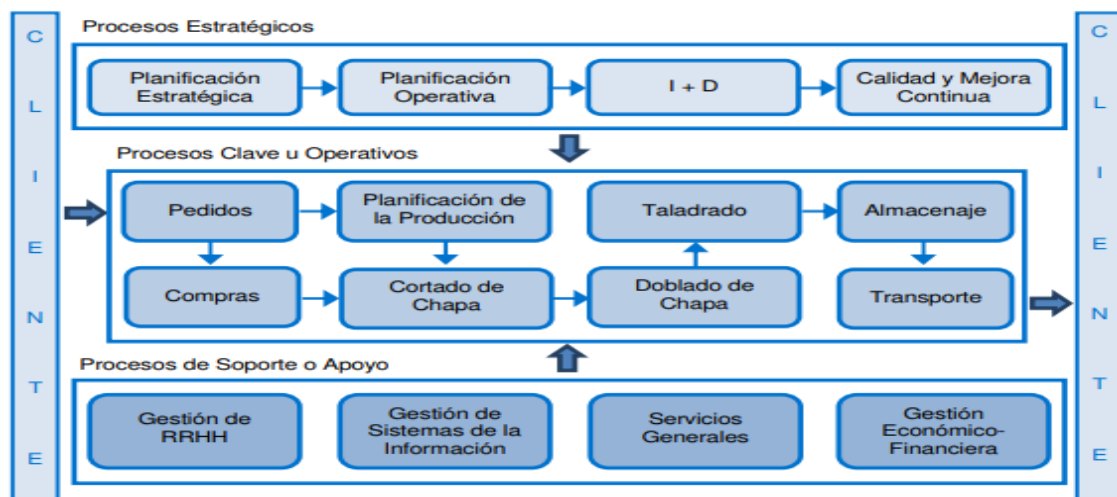 CLIENTE
Procesos Estratégicos
Planificación
Estratégica
Planificación
Operativa
I + D
Calidad y Mejora
Continua
Procesos Clave u Operativos
Pedidos
Planificación de
la Producción
Taladrado
Almacenaje
Compras
Cortado de
Chapa
Doblado de
Chapa
Transporte
Procesos de Soporte o Apoyo
Gestión de
RRHH
Gestión de
Sistemas de la
Información
Servicios
Generales
Gestión
Económico-
Financiera
CLIENTE